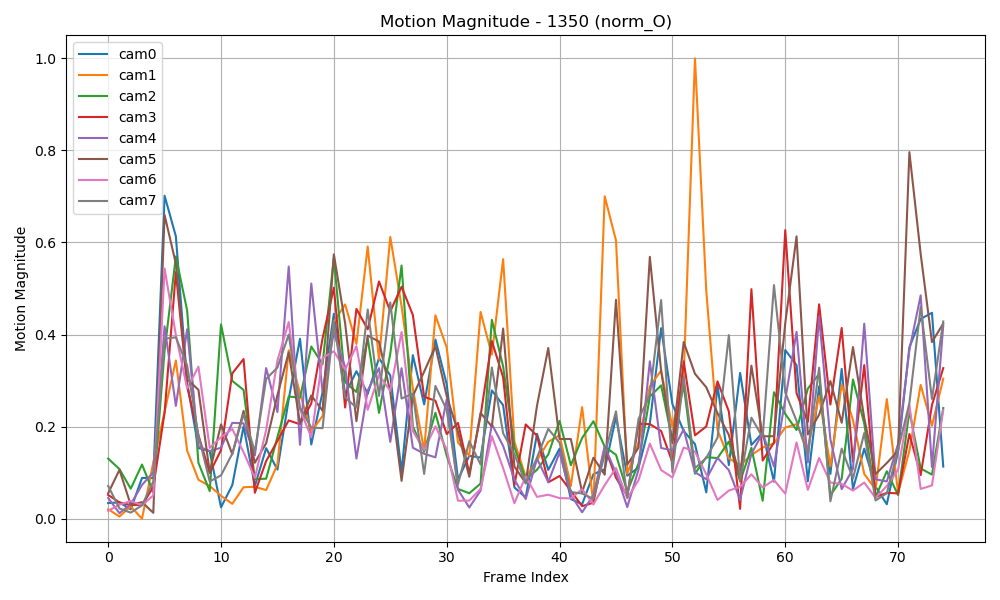 Motion Magnitude - 1350 (norm_O)
cam0
cam1
cam2
cam3
cam4
cam5
cam6
cam7
1.0
0.8
0.6
0.4
0.2
0.0
Motion Magnitude
0 10 20 30 40 50 60 70
Frame Index